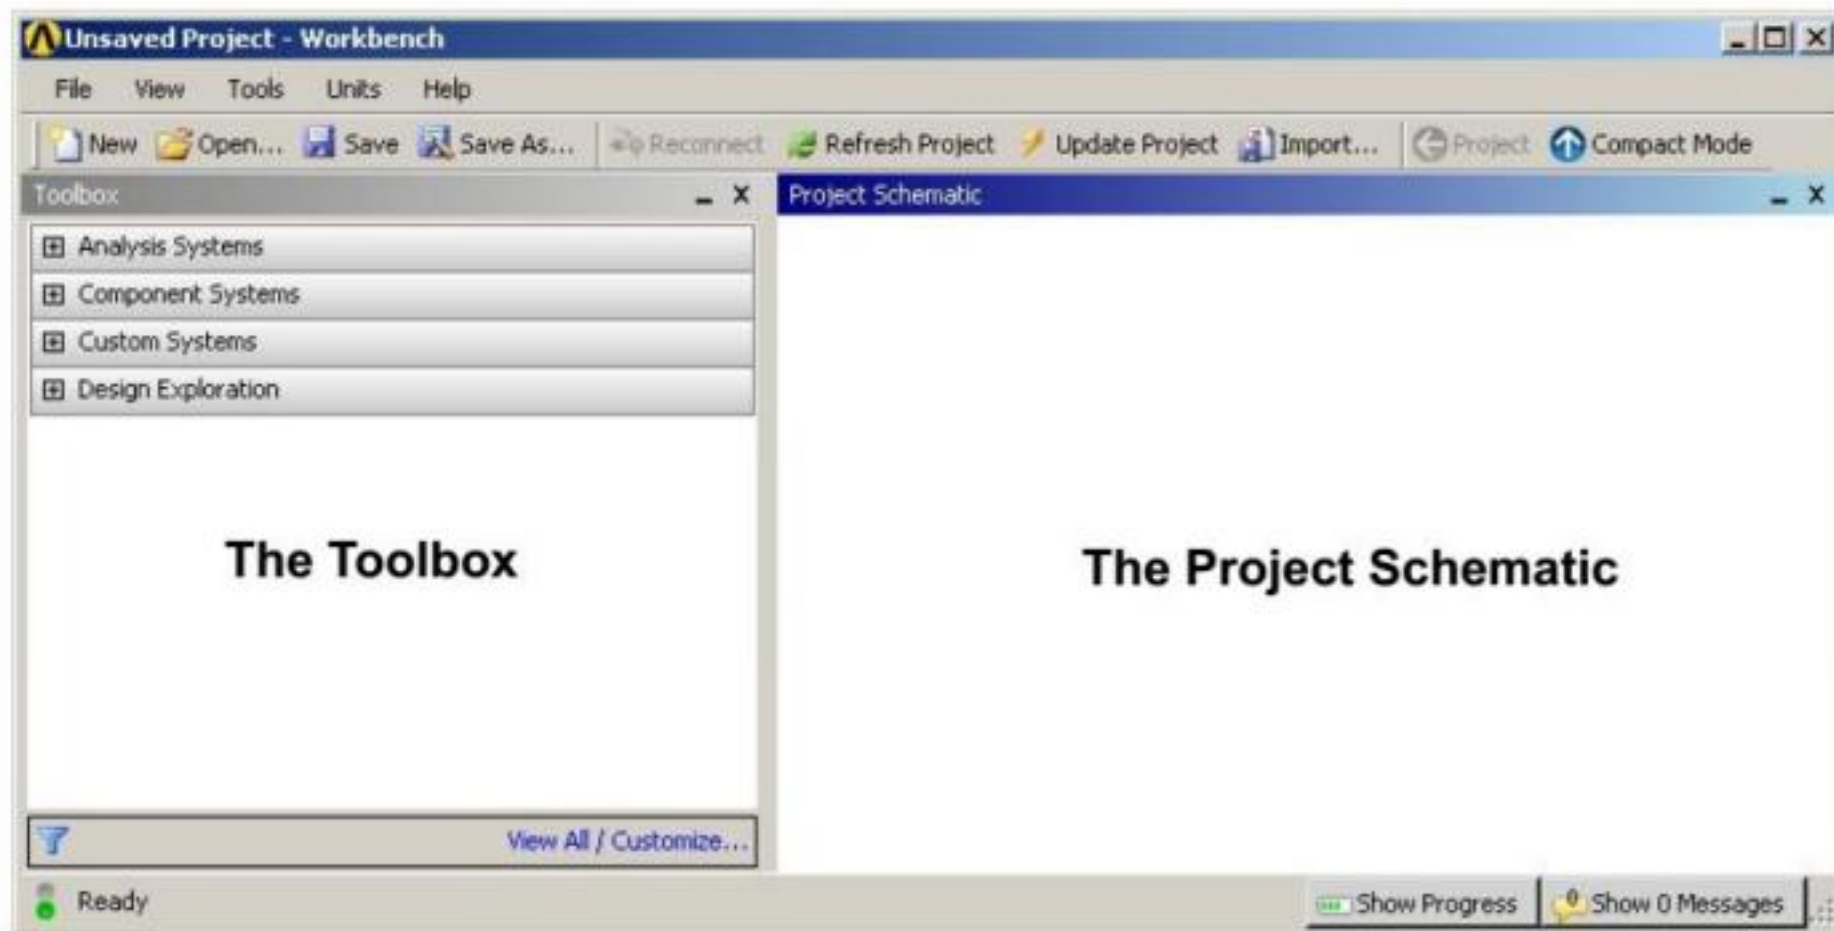 Unsaved Project - Workbench
File View Tools Units Help
New Open... Save Save As... Reconnect Refresh Project Update Project Import... Project Compact Mode
Toolbox
Project Schematic
Analysis Systems
Component Systems
Custom Systems
Design Exploration
The Toolbox
The Project Schematic
View All / Customize...
Ready
Show Progress
0 Show 0 Messages